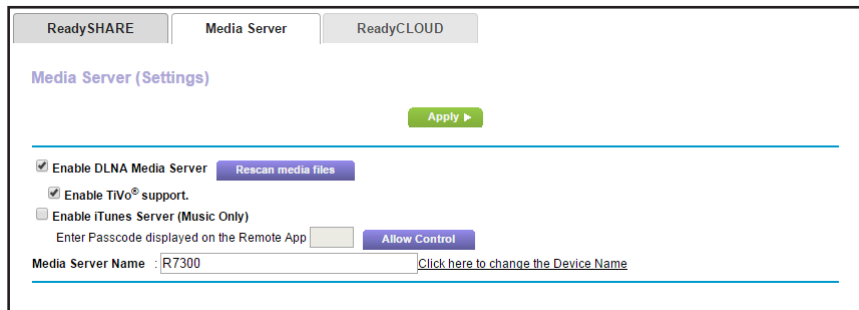 ReadySHARE Media Server ReadyCLOUD
Media Server (Settings)
Apply
Enable DLNA Media Server Rescan media files
Enable TiVo® support.
Enable iTunes Server (Music Only)
Enter Passcode displayed on the Remote App Allow Control
Media Server Name : R7300 Click here to change the Device Name